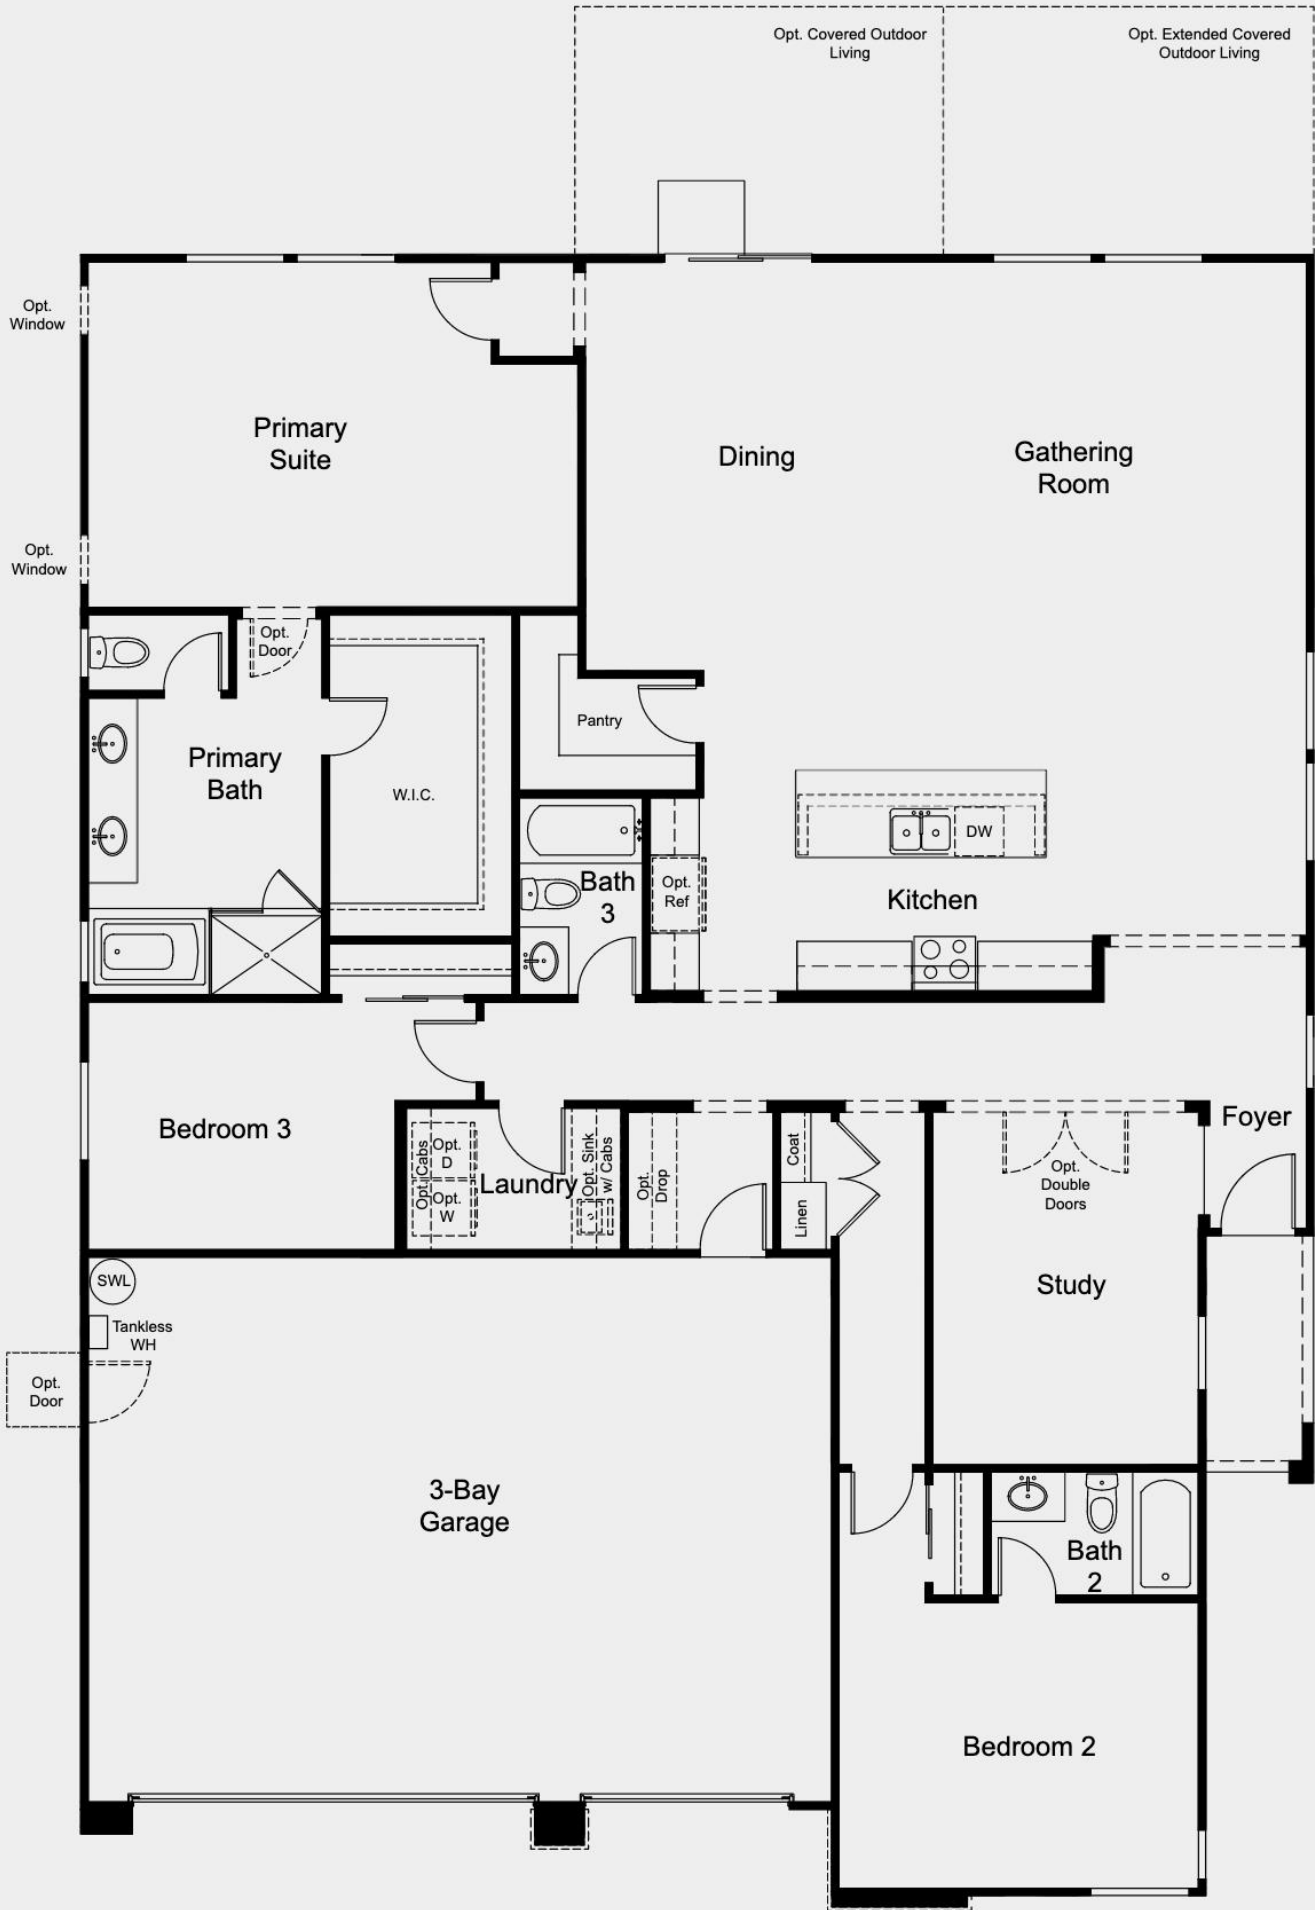 Opt. Covered Outdoor
Living
Opt. Extended Covered
Outdoor Living
Opt.
Window
Primary
Suite
Dining
Gathering
Room
Opt.
Window
Opt.
Door
Pantry
Primary
Bath
W.I.C.
DW
Bath
3
Opt.
Ref
Kitchen
Bedroom 3
Foyer
Opt. Cabs
Opt.
D
Opt.
W
Laundry
Opt. Sink
w/ Cabs
Opt.
Drop
Coat
Linen
Opt.
Double
Doors
Study
SWL
Tankless
WH
Opt.
Door
3-Bay
Garage
Bath
2
Bedroom 2